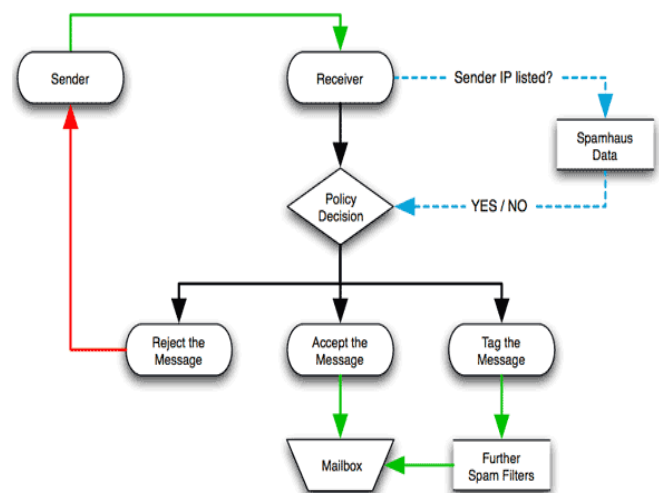 Sender
Receiver
Sender IP listed?
Spamhaus
Data
Policy
Decision
YES / NO
Reject the
Message
Accept the
Message
Tag the
Message
Mailbox
Further
Spam Filters